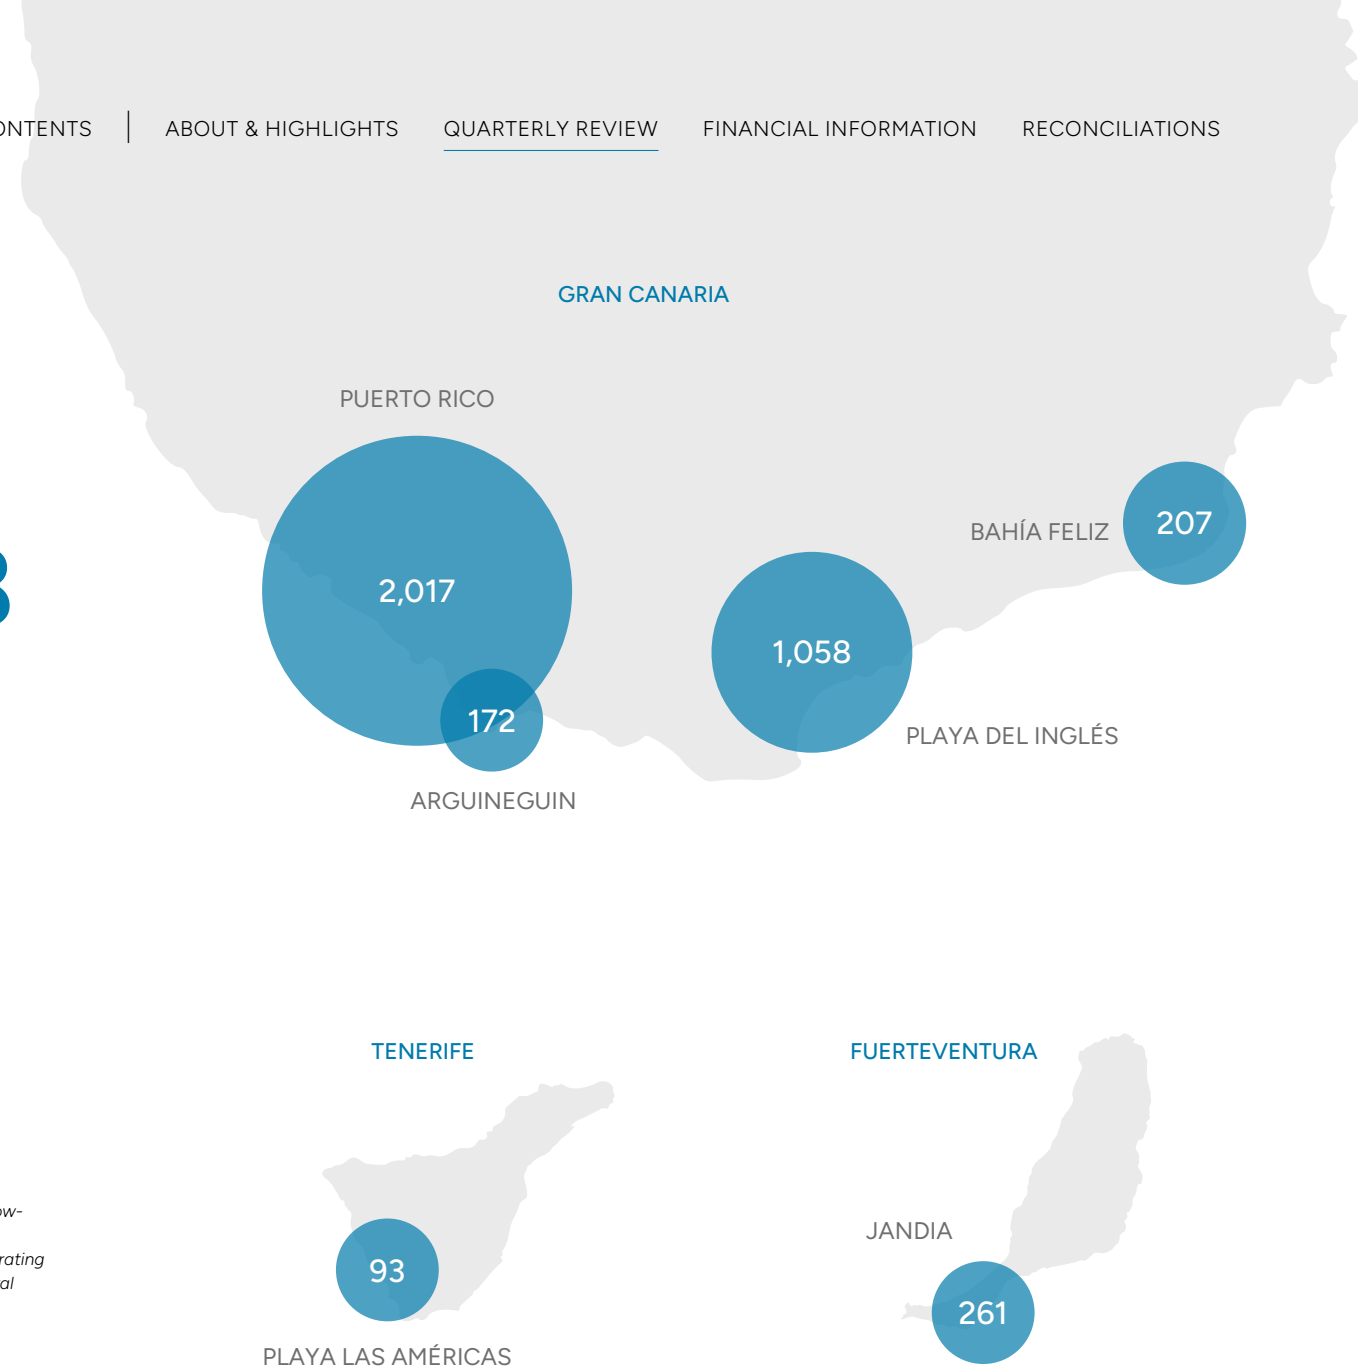 ABOUT & HIGHLIGHTS
QUARTERLY REVIEW
FINANCIAL INFORMATION
RECONCILIATIONS
GRAN CANARIA
PUERTO RICO
2,017
BAHÍA FELIZ
207
1,058
172
PLAYA DEL INGLÉS
ARGUINEGUIN
TENERIFE
FUERTEVENTURA
JANDIA
93
261
PLAYA LAS AMÉRICAS